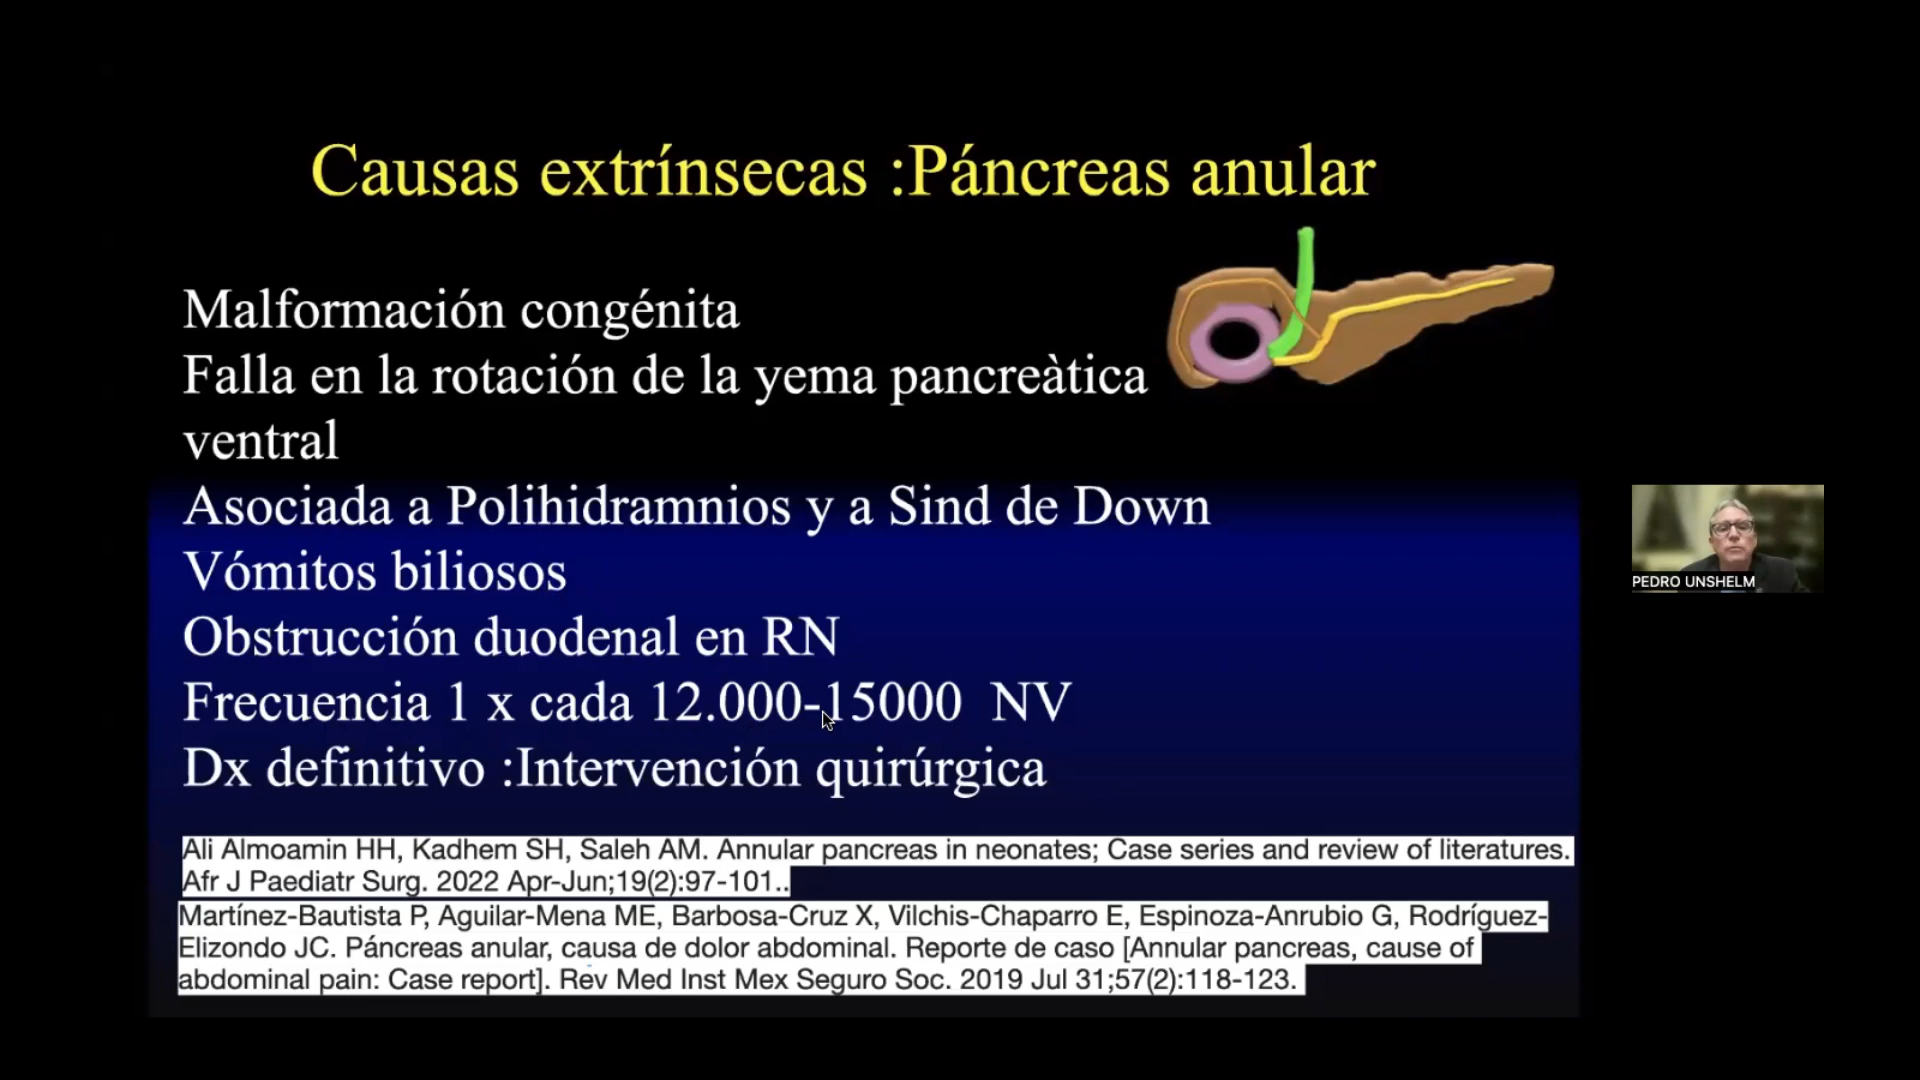 Causas extrínsecas :Páncreas anular
Malformación congénita
Falla en la rotación de la yema pancreàtica
ventral
Asociada a Polihidramnios y a Sind de Down
Vómitos biliosos
Obstrucción duodenal en RN
Frecuencia 1 x cada 12.000-15000 NV
Dx definitivo :Intervención quirúrgica
PEDRO UNSHELM
Ali Almoamin HH, Kadhem SH, Saleh AM. Annular pancreas in neonates; Case series and review of literatures.
Afr J Paediatr Surg. 2022 Apr-Jun;19(2):97-101..
Martínez-Bautista P, Aguilar-Mena ME, Barbosa-Cruz X, Vilchis-Chaparro E, Espinoza-Anrubio G, Rodríguez-
Elizondo JC. Páncreas anular, causa de dolor abdominal. Reporte de caso [Annular pancreas, cause of
abdominal pain: Case report]. Rev Med Inst Mex Seguro Soc. 2019 Jul 31;57(2):118-123.